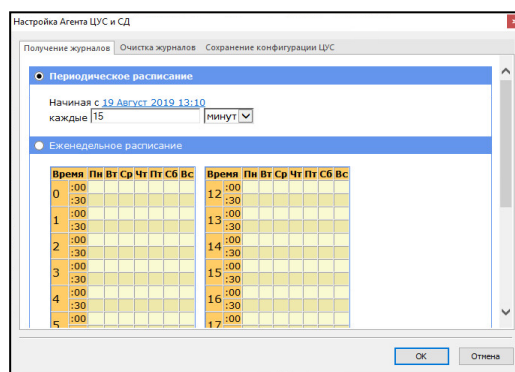 Настройка Агента ЦУС и СД
Получение журналов Очистка журналов Сохранение конфигурации ЦУС
Периодическое расписание
Начиная с 19 Август 2019 13:10
каждые 15 минут
Еженедельное расписание
Время Пн Вт Ср Чт Пт Сб Вс Время Пн Вт Ср Чт Пт Сб Вс
0 :00 12 :00
:30 :30
1 :00 13 :00
:30 :30
2 :00 14 :00
:30 :30
3 :00 15 :00
:30 :30
4 :00 16 :00
:30 :30
5 :00 17 :00
OK Отмена